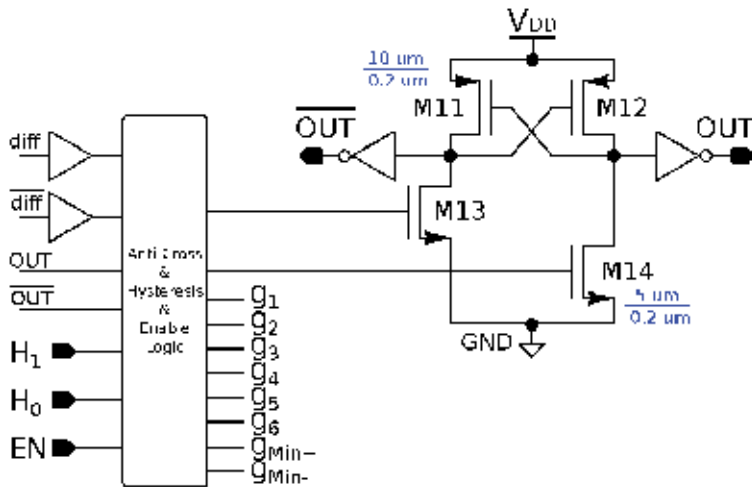 VDD
10 um
0.2 um
M11
M12
OUT
OUT
diff
diff
OUT
OUT
H1
H0
EN
Anti Cross
&
Hysteresis
&
Enable
Logic
M13
M14
5 um
0.2 um
GND
g1
g2
g3
g4
g5
g6
gMin+
gMin-